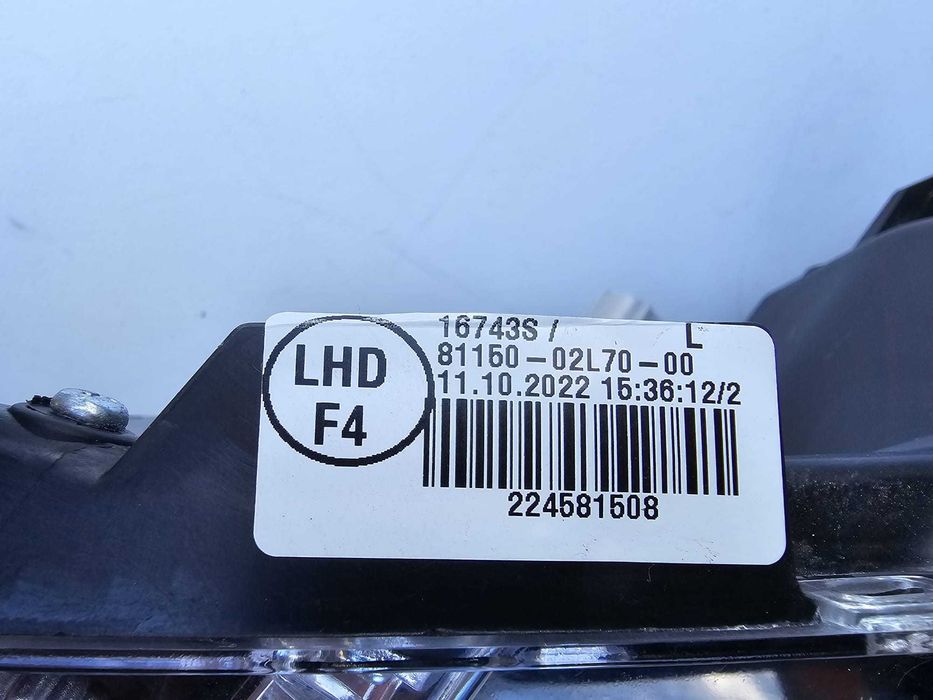 LHD
F4
16743S / L
81150-02L70-00
11.10.2022 15:36:12/2
224581508